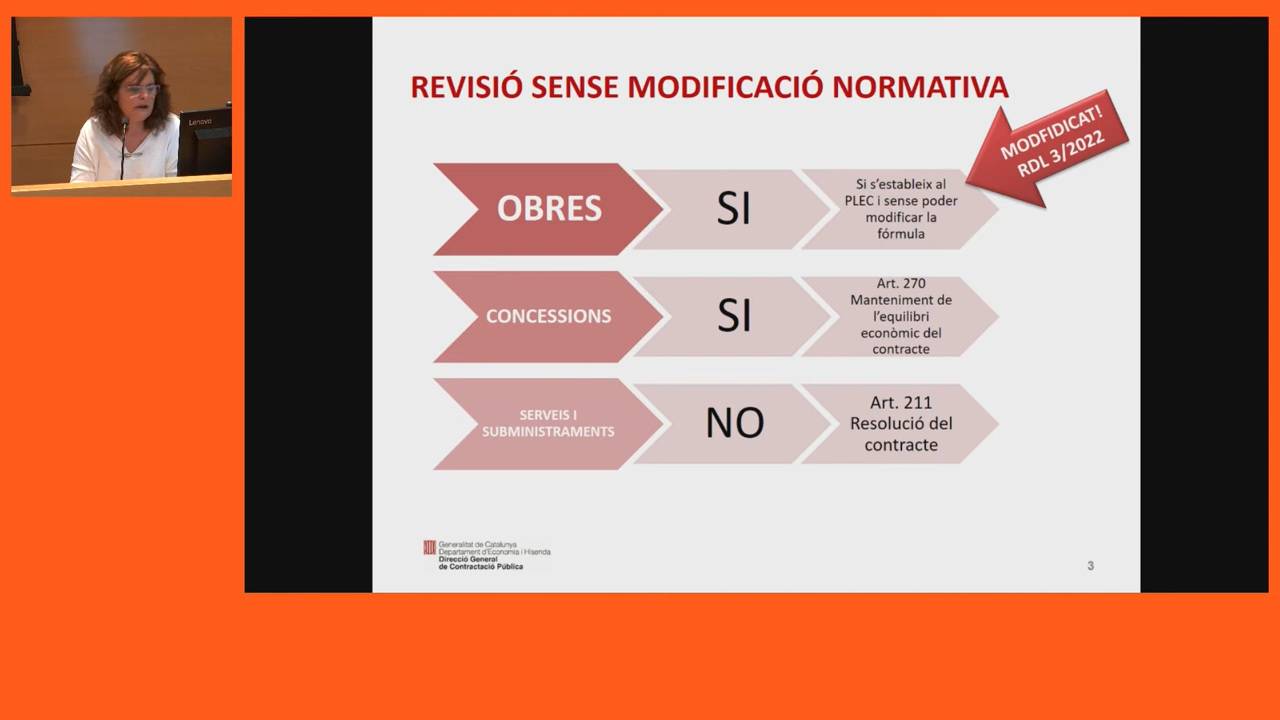 Lenovo
REVISIÓ SENSE MODIFICACIÓ NORMATIVA
MODFIDICAT!
RDL 3/2022
OBRES
SI
Si s'estableix al
PLEC i sense poder
modificar la
fórmula
CONCESSIONS
SI
Art. 270
Manteniment de
l'equilibri
econòmic del
contracte
SERVEIS I
SUBMINISTRAMENTS
NO
Art. 211
Resolució del
contracte
Generalitat de Catalunya
Departament d'Economia i Hisenda
Direcció General
de Contractació Pública
3